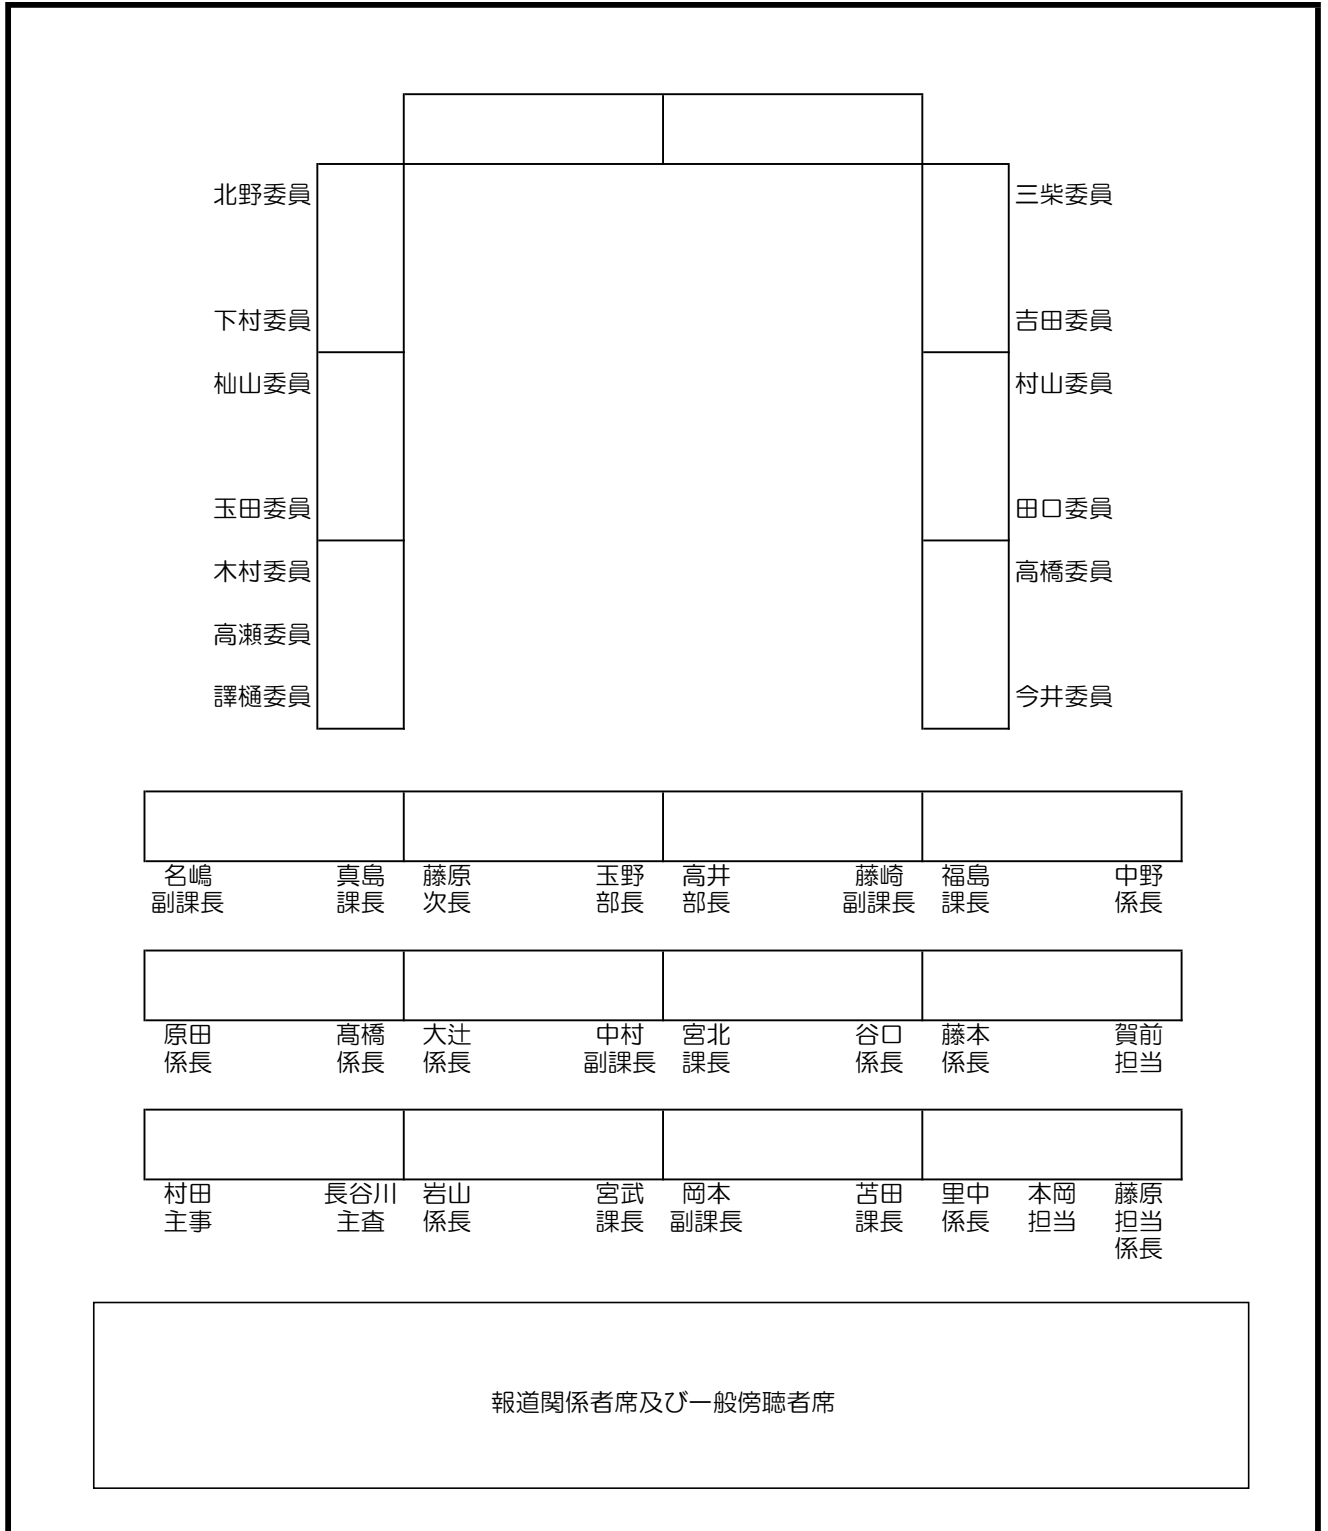 北野委員 三柴委員
下村委員 吉田委員
杣山委員 村山委員
玉田委員 田口委員
木村委員 高橋委員
高瀬委員
譯樋委員 今井委員
名嶋 真島 藤原 玉野 高井 藤崎 福島 中野
副課長 課長 次長 部長 部長 副課長 課長 係長
原田 髙橋 大辻 中村 宮北 谷口 藤本 賀前
係長 係長 係長 副課長 課長 係長 係長 担当
村田 長谷川 岩山 宮武 岡本 苫田 里中 本岡 藤原
主事 主査 係長 課長 副課長 課長 係長 担当 担当
係長
報道関係者席及び一般傍聴者席